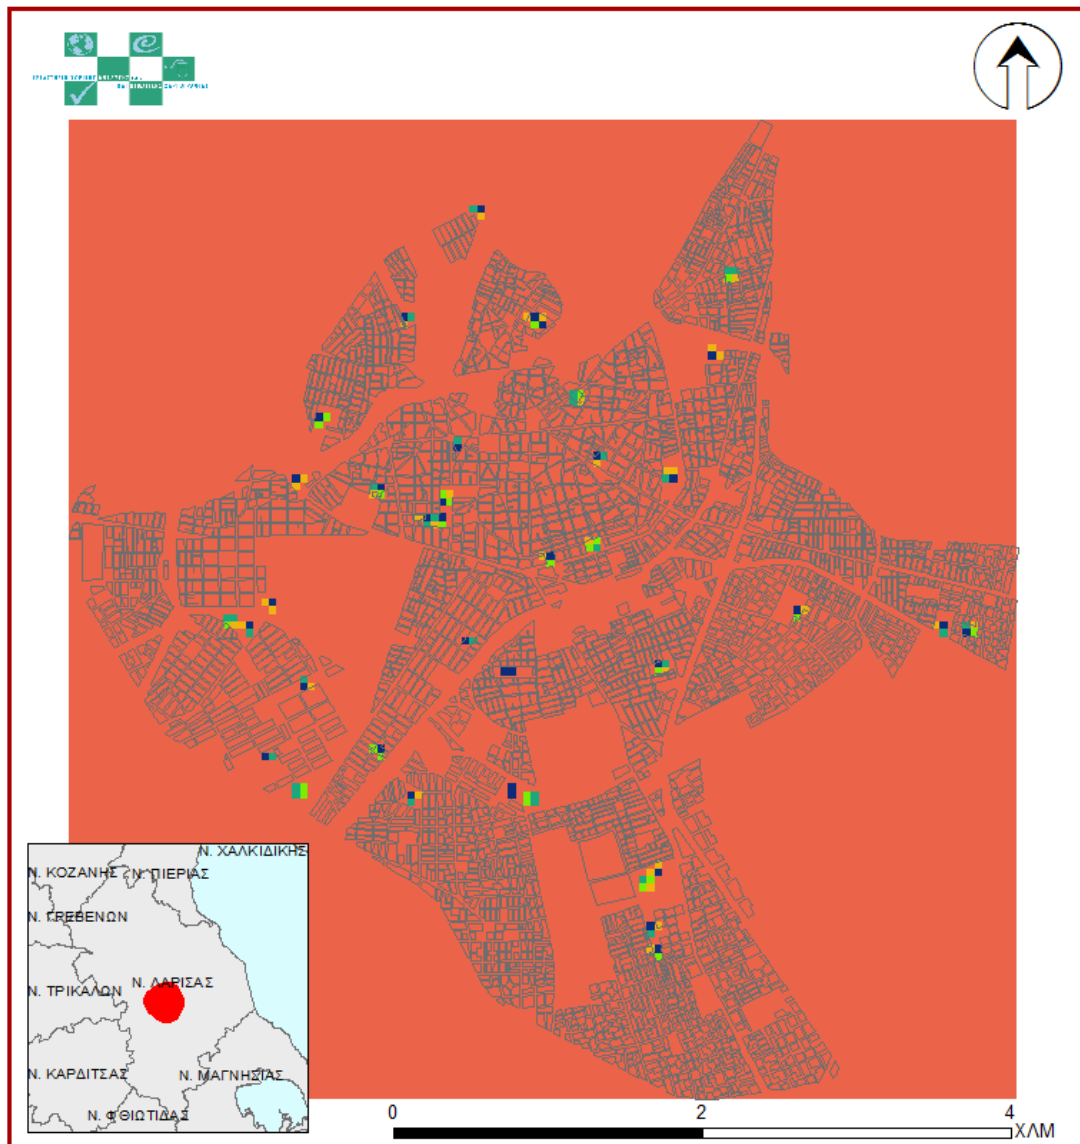 Ν. ΧΑΛΚΙΔΙΚΗΣ
Ν. ΚΟΖΑΝΗΣ
Ν. ΠΙΕΡΙΑΣ
Ν. ΓΡΕΒΕΝΩΝ
Ν. ΛΑΡΙΣΑΣ
Ν. ΤΡΙΚΑΛΩΝ
Ν. ΚΑΡΔΙΤΣΑΣ
Ν. ΜΑΓΝΗΣΙΑΣ
Ν. ΦΘΙΩΤΙΔΑΣ
0 2 4
ΧΛΜ